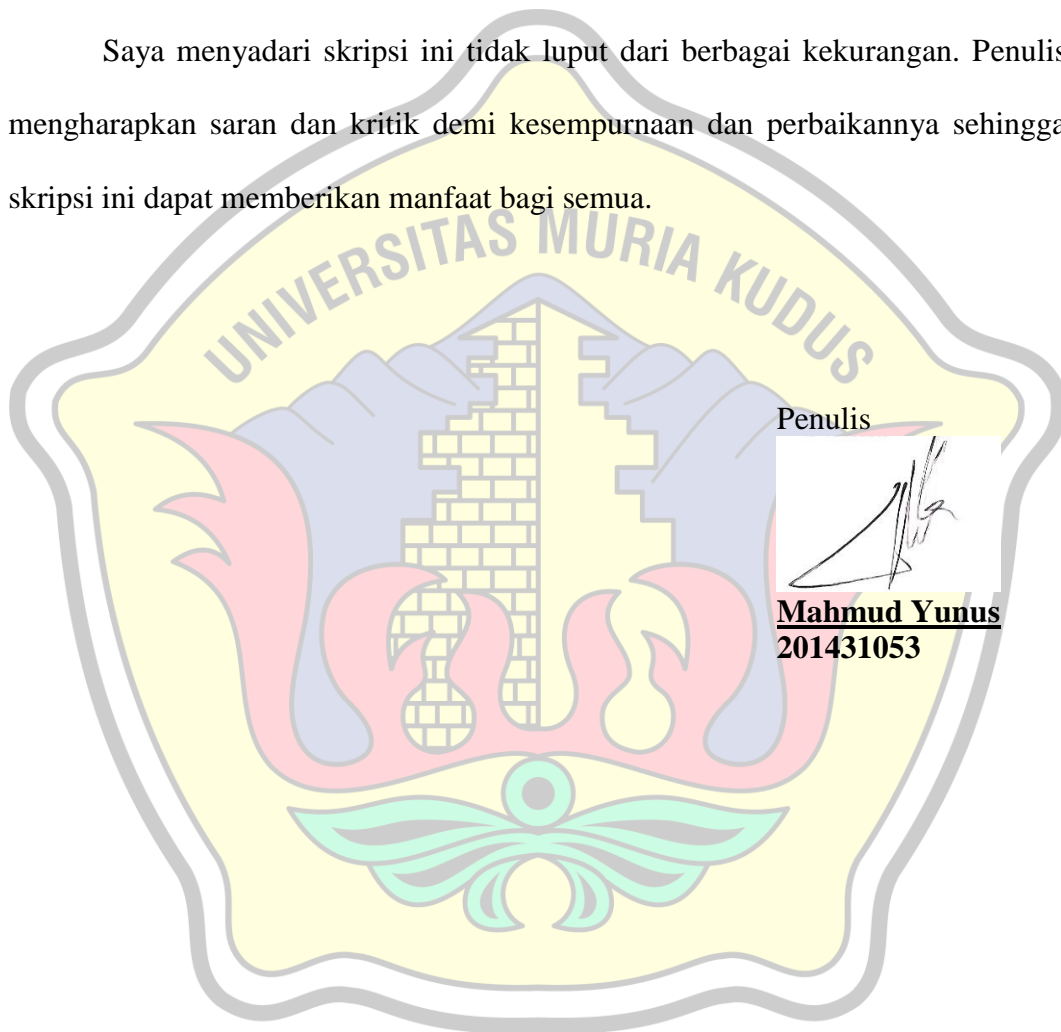 Saya menyadari skripsi ini tidak luput dari berbagai kekurangan. Penulis
mengharapkan saran dan kritik demi kesempurnaan dan perbaikannya sehingga
skripsi ini dapat memberikan manfaat bagi semua.
UNIVERSITAS MURIA KUDUS
Penulis
Mahmud Yunus
201431053